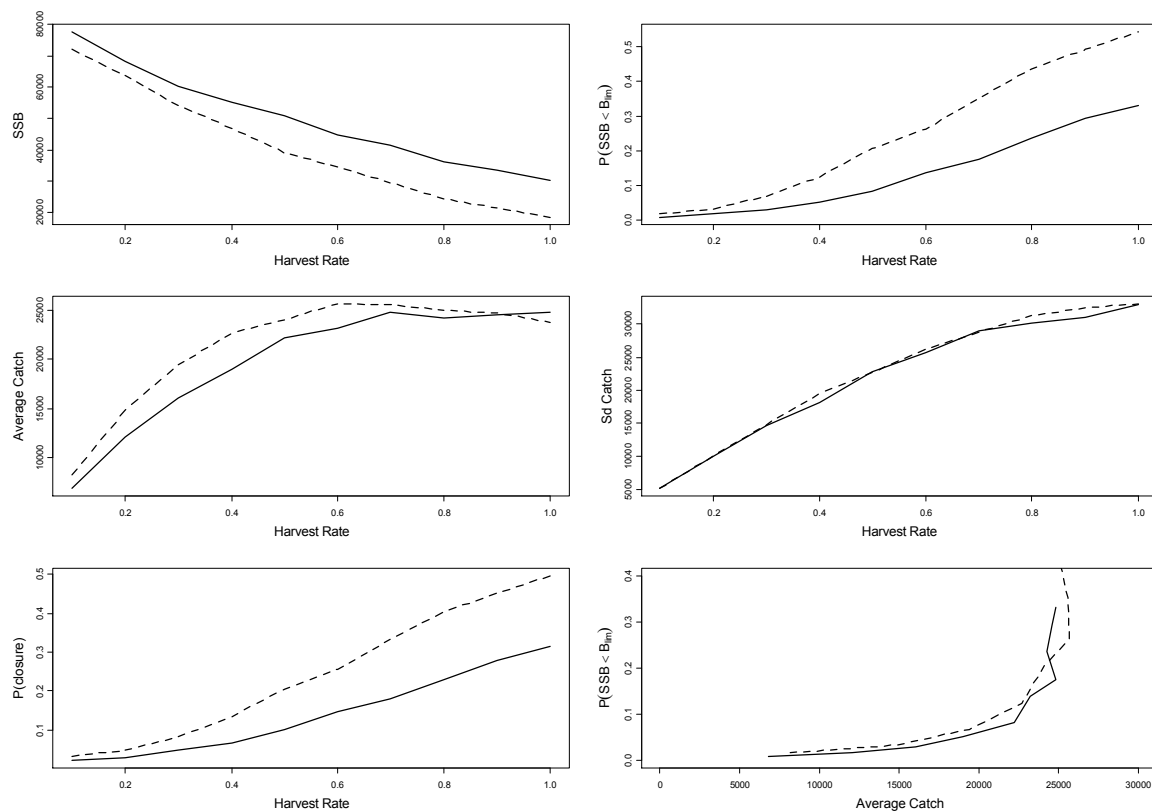 SSB
80000
60000
40000
20000
0.2 0.4 0.6 0.8 1.0
Harvest Rate
P(SSB < Blim)
0.5
0.4
0.3
0.2
0.1
0.0
0.2 0.4 0.6 0.8 1.0
Harvest Rate
Average Catch
25000
20000
15000
10000
0.2 0.4 0.6 0.8 1.0
Harvest Rate
Sd Catch
30000
25000
20000
15000
10000
5000
0.2 0.4 0.6 0.8 1.0
Harvest Rate
P(closure)
0.5
0.4
0.3
0.2
0.1
0.2 0.4 0.6 0.8 1.0
Harvest Rate
P(SSB < Blim)
0.4
0.3
0.2
0.1
0.0
0 5000 10000 15000 20000 25000 30000
Average Catch